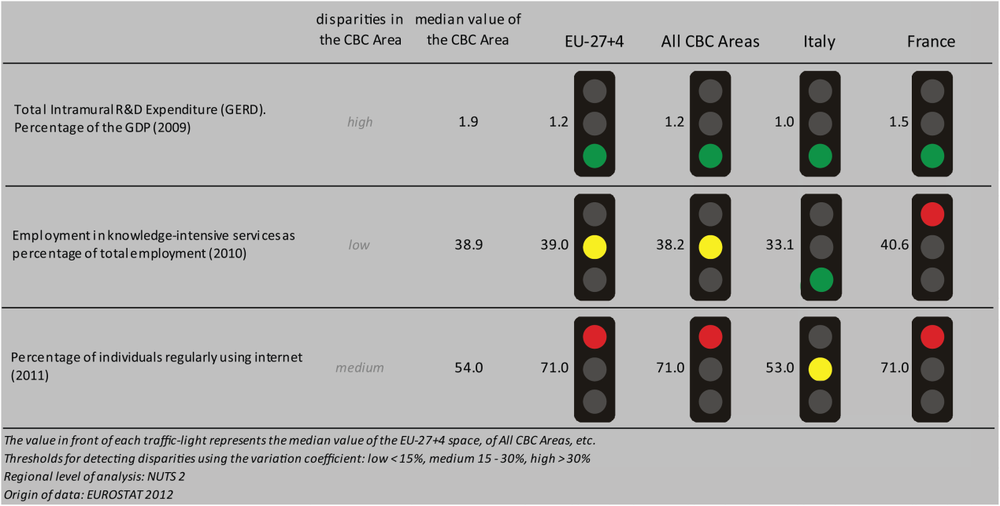 disparities in
the CBC Area
median value of
the CBC Area
EU-27+4
All CBC Areas
Italy
France
Total Intramural R&D Expenditure (GERD).
Percentage of the GDP (2009)
high
1.9
1.2
1.2
1.0
1.5
Employment in knowledge-intensive services as
percentage of total employment (2010)
low
38.9
39.0
38.2
33.1
40.6
Percentage of individuals regularly using internet
(2011)
medium
54.0
71.0
71.0
53.0
71.0
The value in front of each traffic-light represents the median value of the EU-27+4 space, of All CBC Areas, etc.
Thresholds for detecting disparities using the variation coefficient: low < 15%, medium 15 - 30%, high > 30%
Regional level of analysis: NUTS 2
Origin of data: EUROSTAT 2012